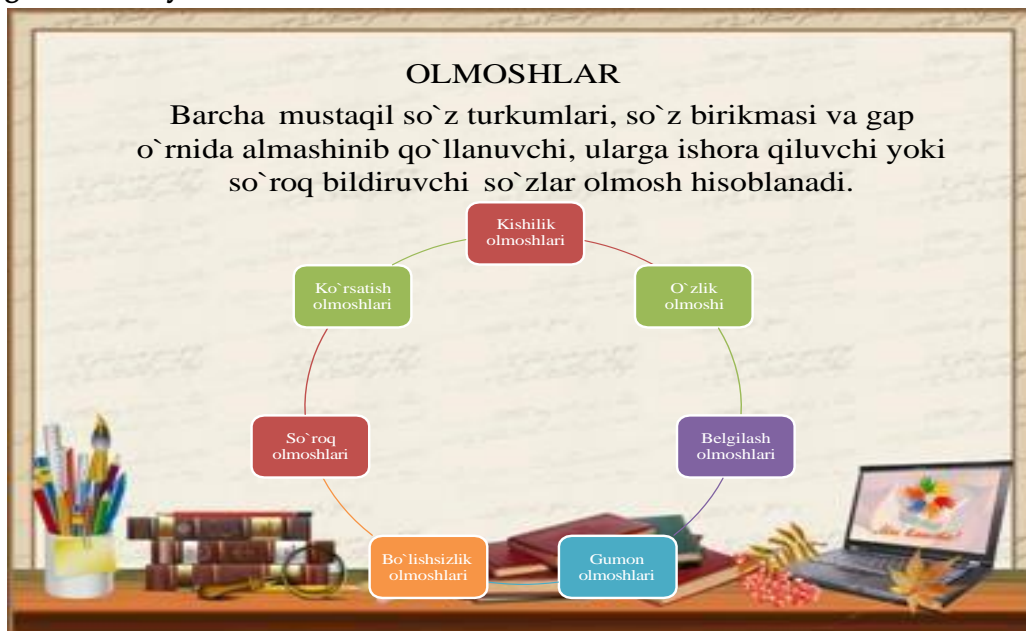 OLMOSHLAR
Barcha mustaqil so`z turkumlari, so`z birikmasi va gap
o`rnida almashinib qo`llanuvchi, ularga ishora qiluvchi yoki
so`roq bildiruvchi so`zlar olmosh hisoblanadi.
Kishilik
olmoshlari
O`zlik
olmoshi
Belgilash
olmoshlari
Gumon
olmoshlari
Bo`lishsizlik
olmoshlari
So`roq
olmoshlari
Ko`rsatish
olmoshlari